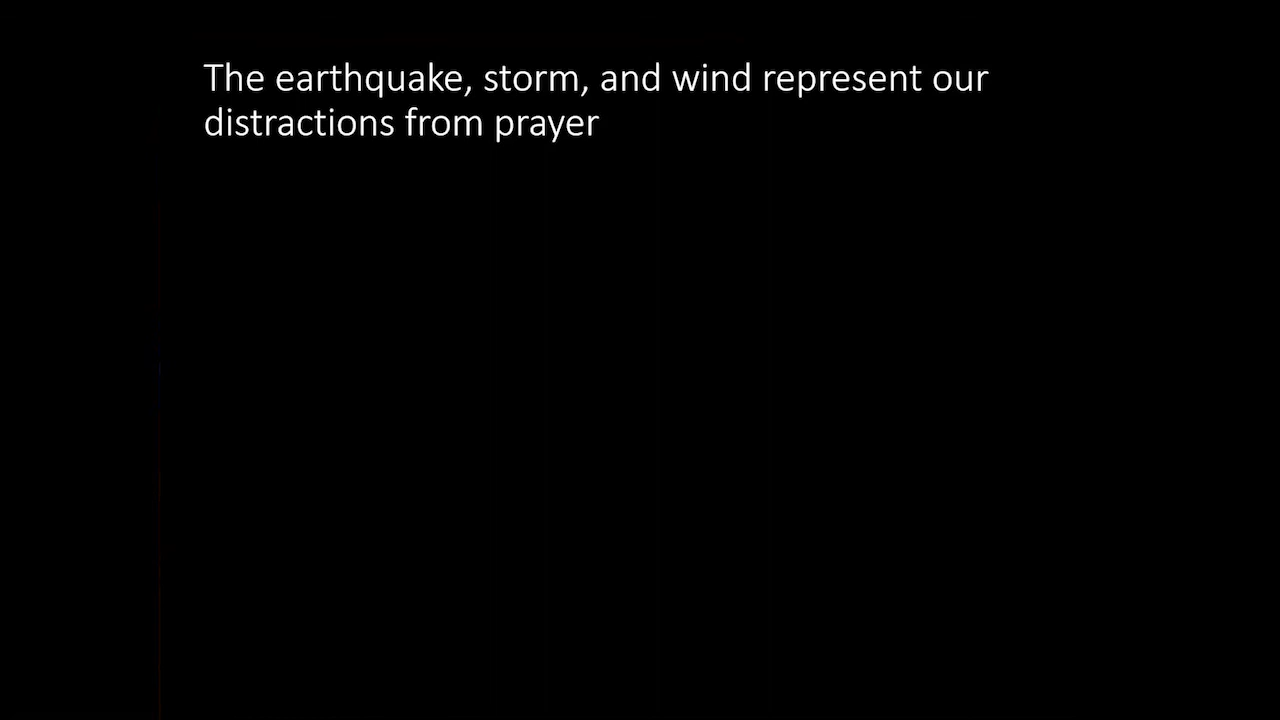 The earthquake, storm, and wind represent our
distractions from prayer